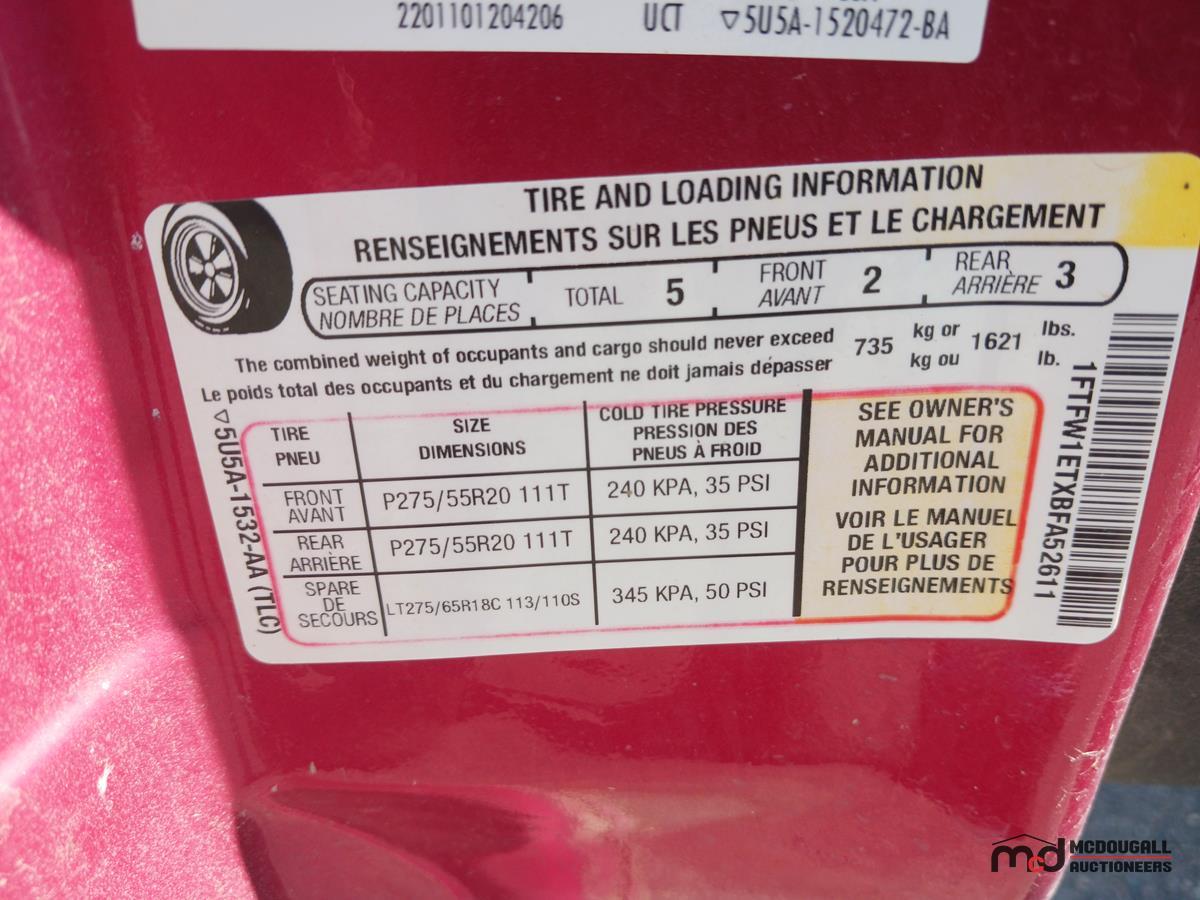 2201101204206 UCT ▽5U5A-1520472-BA
TIRE AND LOADING INFORMATION
RENSEIGNEMENTS SUR LES PNEUS ET LE CHARGEMENT
SEATING CAPACITY
NOMBRE DE PLACES
TOTAL 5
FRONT
AVANT
2
REAR
ARRIÈRE
3
The combined weight of occupants and cargo should never exceed
Le poids total des occupants et du chargement ne doit jamais dépasser
735
kg or
kg ou
1621
lbs.
lb.
TIRE
PNEU
SIZE
DIMENSIONS
COLD TIRE PRESSURE
PRESSION DES
PNEUS À FROID
FRONT
AVANT
P275/55R20 111T
240 KPA, 35 PSI
REAR
ARRIÈRE
P275/55R20 111T
240 KPA, 35 PSI
SPARE
DE
SECOURS
LT275/65R18C 113/110S
345 KPA, 50 PSI
SEE OWNER'S
MANUAL FOR
ADDITIONAL
INFORMATION
VOIR LE MANUEL
DE L'USAGER
POUR PLUS DE
RENSEIGNEMENTS
▽5U5A-1532-AA (TLC)
1FTFW1ETXBFA52611
mcd MCDOUGALL
AUCTIONEERS